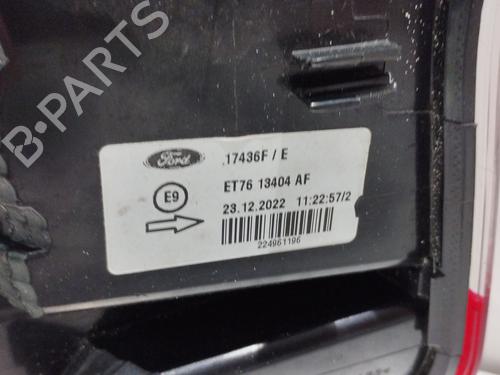 B-PARTS
Ford
17436F / E
E9
ET76 13404 AF
23.12.2022 11:22:57/2
224961196